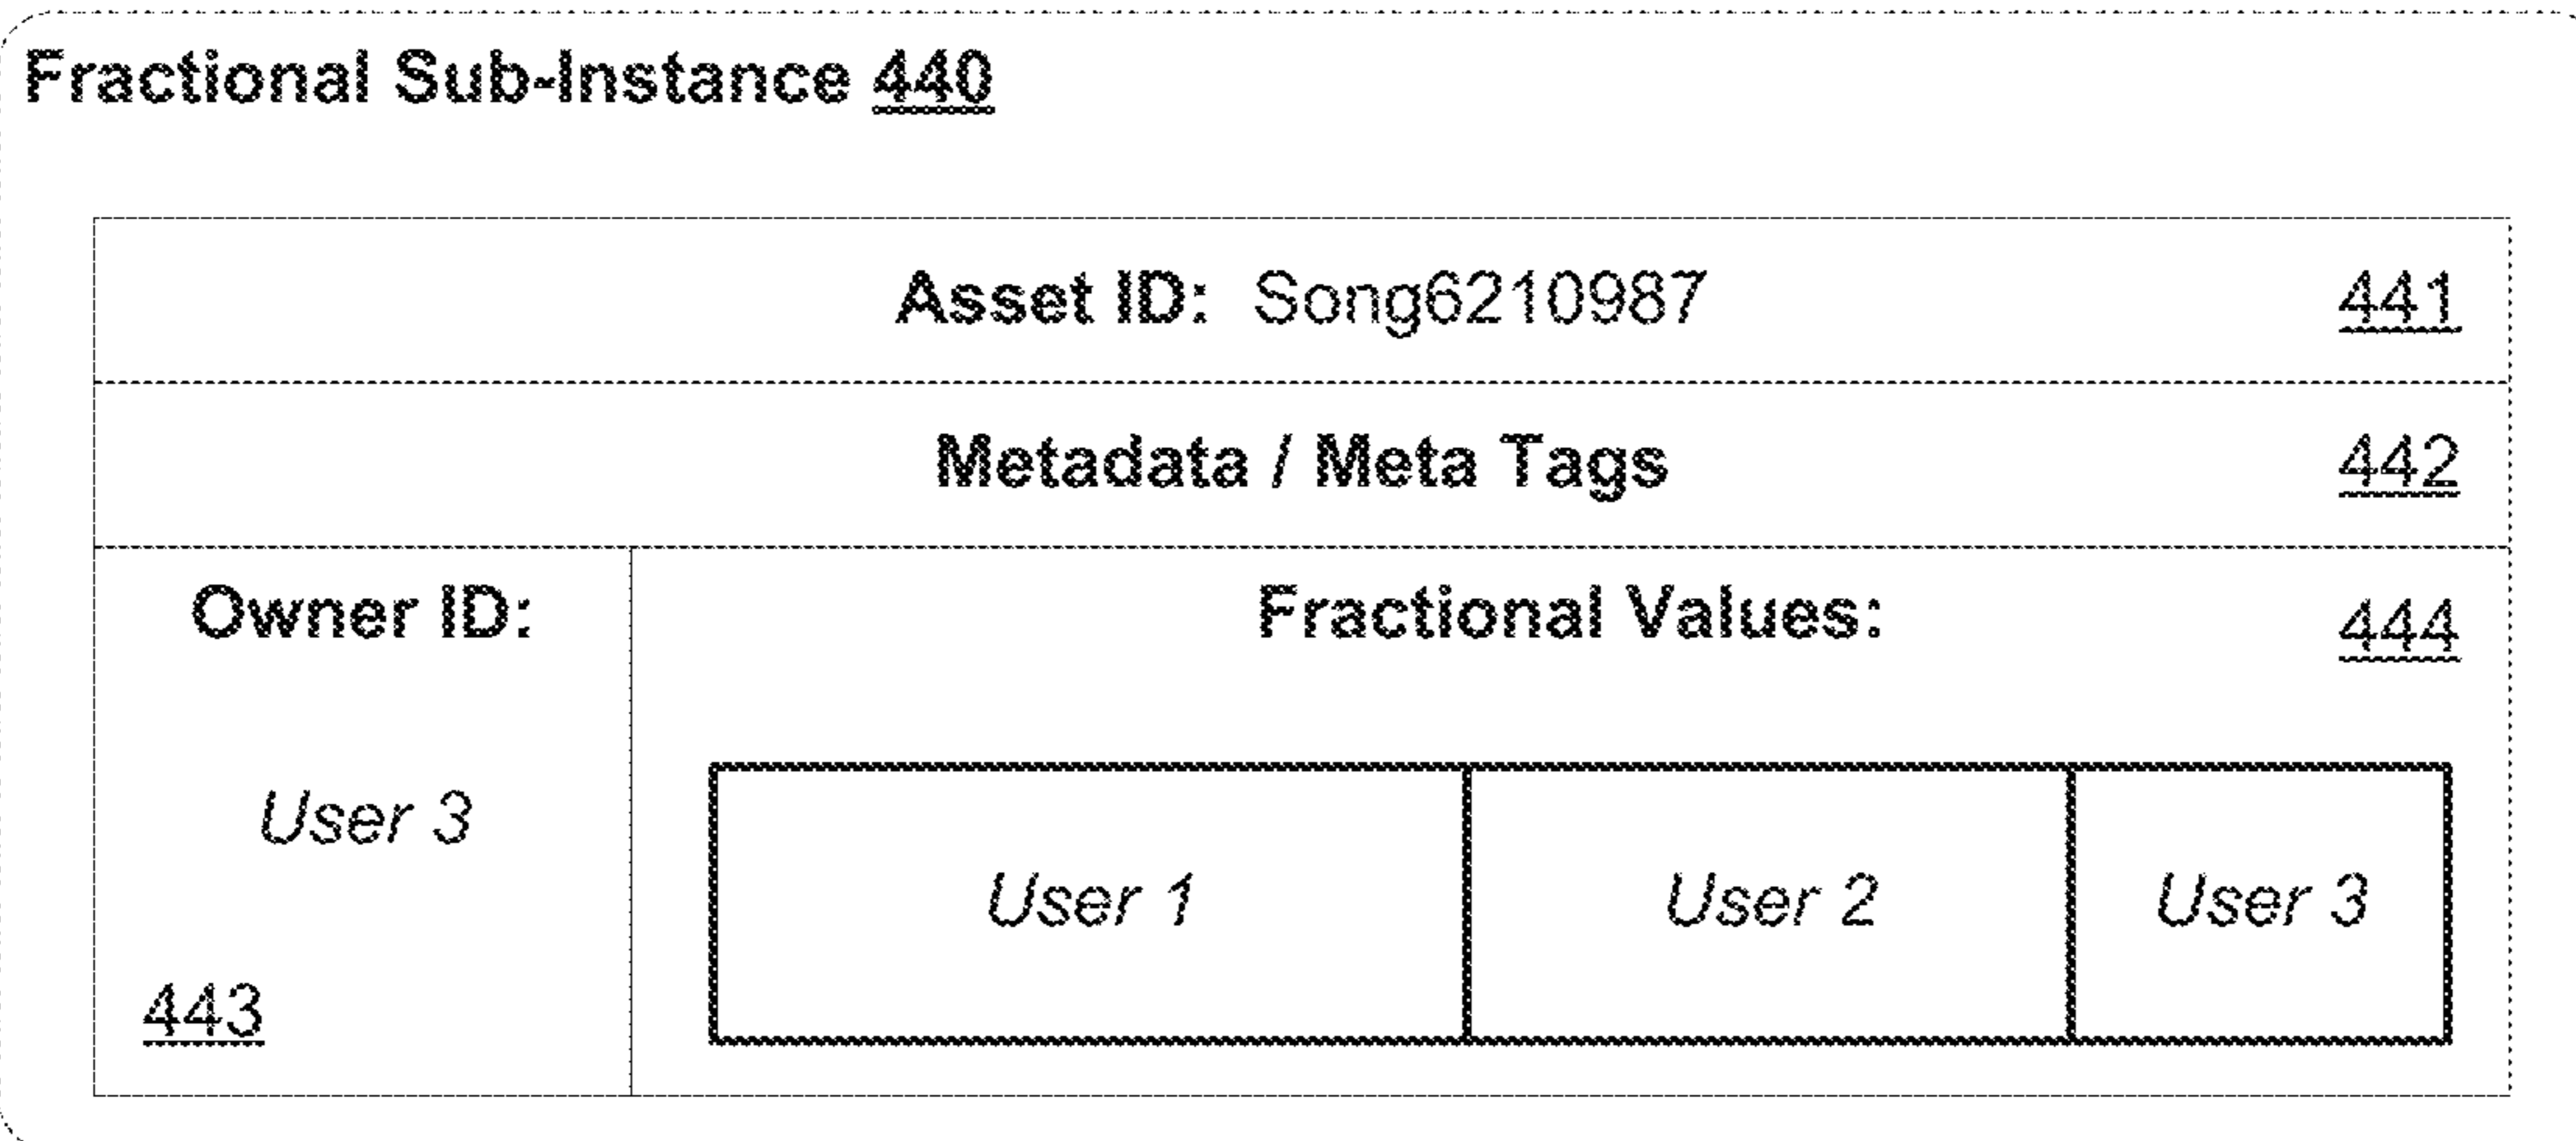 Fractional Sub-Instance 440
Asset ID: Song6210987 441
Metadata / Meta Tags 442
Owner ID:
User 3
443
Fractional Values: 444
User 1 User 2 User 3